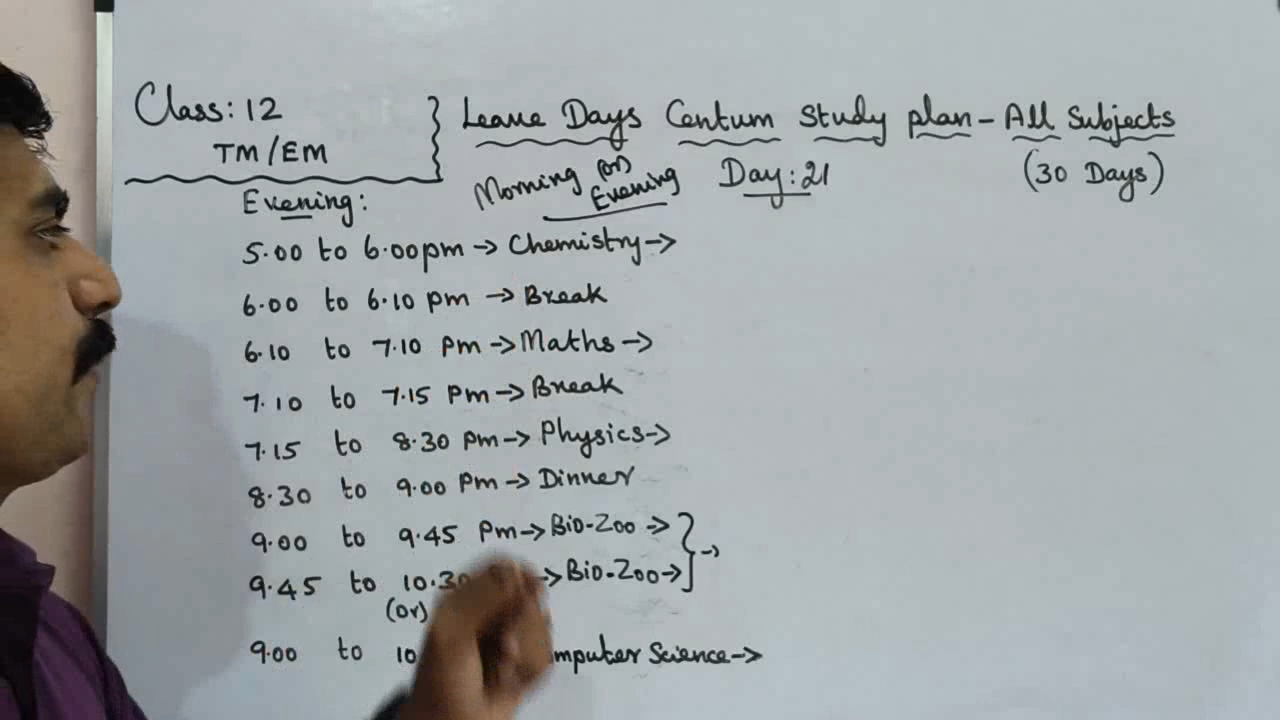 Class: 12
TM/EM
Leave Days Centum Study plan - All Subjects
Morning (or) Evening
Day: 21
(30 Days)
Evening:
5.00 to 6.00pm → Chemistry →
6.00 to 6.10 pm → Break
6.10 to 7.10 pm → Maths →
7.10 to 7.15 pm → Break
7.15 to 8.30 pm → Physics →
8.30 to 9.00 pm → Dinner
9.00 to 9.45 pm → Bio-Zoo →
9.45 to 10.30 → Bio-Zoo → } →
(or)
9.00 to 10 Science →